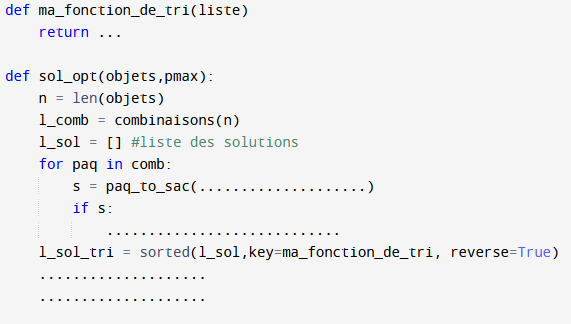 def ma_fonction_de_tri(liste)
    return ...
def sol_opt(objets,pmax):
    n = len(objets)
    l_comb = combinaisons(n)
    l_sol = [] #liste des solutions
    for paq in comb:
        s = paq_to_sac(....................)
        if s:
            ............................
    l_sol_tri = sorted(l_sol,key=ma_fonction_de_tri, reverse=True)
    ....................
    ....................